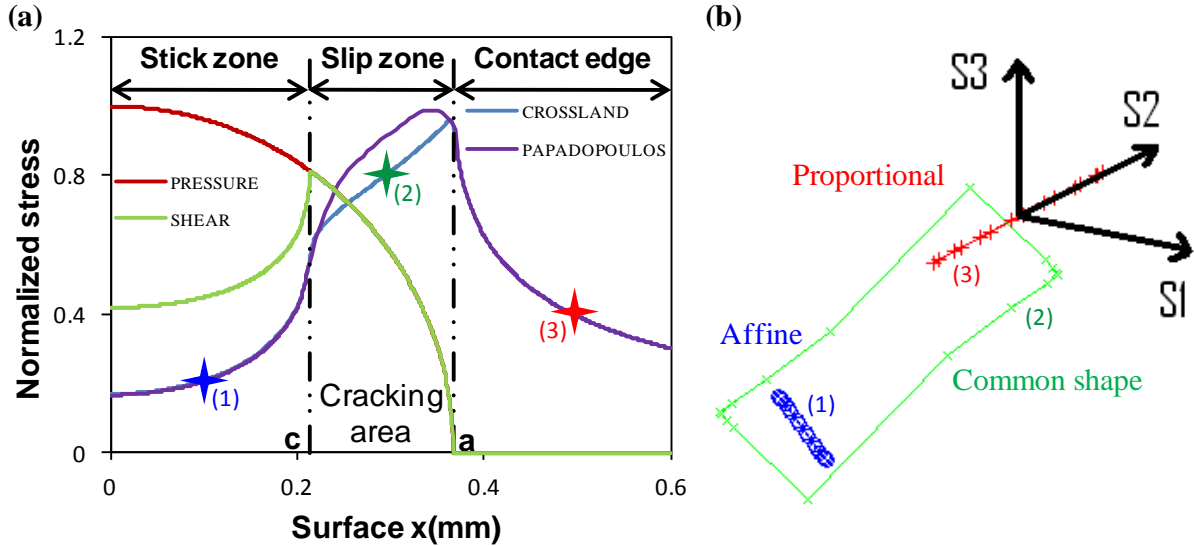 (a)
1.2
1.0
0.8
0.4
0
Normalized stress
Stick zone
Slip zone
Contact edge
PRESSURE
SHEAR
CROSSLAND
PAPADOPOULOS
(1)
(2)
(3)
Cracking
area
c
a
0
0.2
0.4
0.6
Surface x(mm)
(b)
S3
S2
S1
Proportional
(3)
Affine
(1)
(2)
Common shape